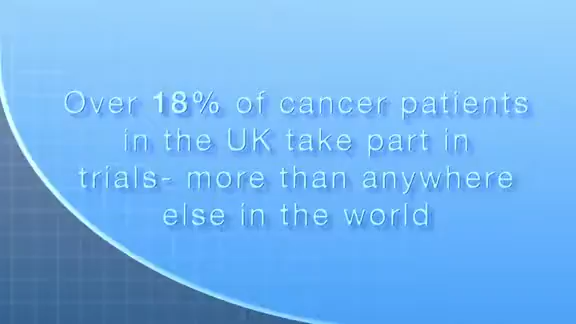 Over 18% of cancer patients
in the UK take part in
trials- more than anywhere
else in the world